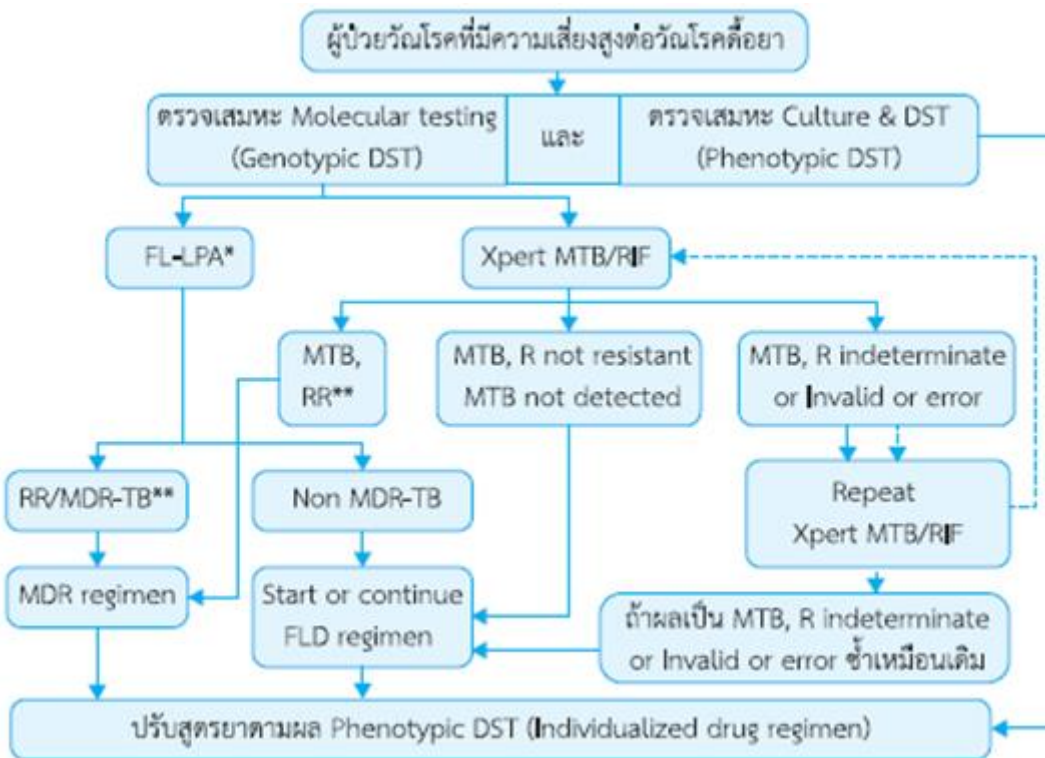 ผู้ป่วยวัณโรคที่มีความเสี่ยงสูงต่อวัณโรคดื้อยา
ตรวจเสมหะ Molecular testing
(Genotypic DST)
และ
ตรวจเสมหะ Culture & DST
(Phenotypic DST)
FL-LPA*
Xpert MTB/RIF
MTB,
RR**
MTB, R not resistant
MTB not detected
MTB, R indeterminate
or Invalid or error
RR/MDR-TB**
Non MDR-TB
Repeat
Xpert MTB/RIF
MDR regimen
Start or continue
FLD regimen
ถ้าผลเป็น MTB, R indeterminate
or Invalid or error ซ้ำเหมือนเดิม
ปรับสูตรยาตามผล Phenotypic DST (Individualized drug regimen)